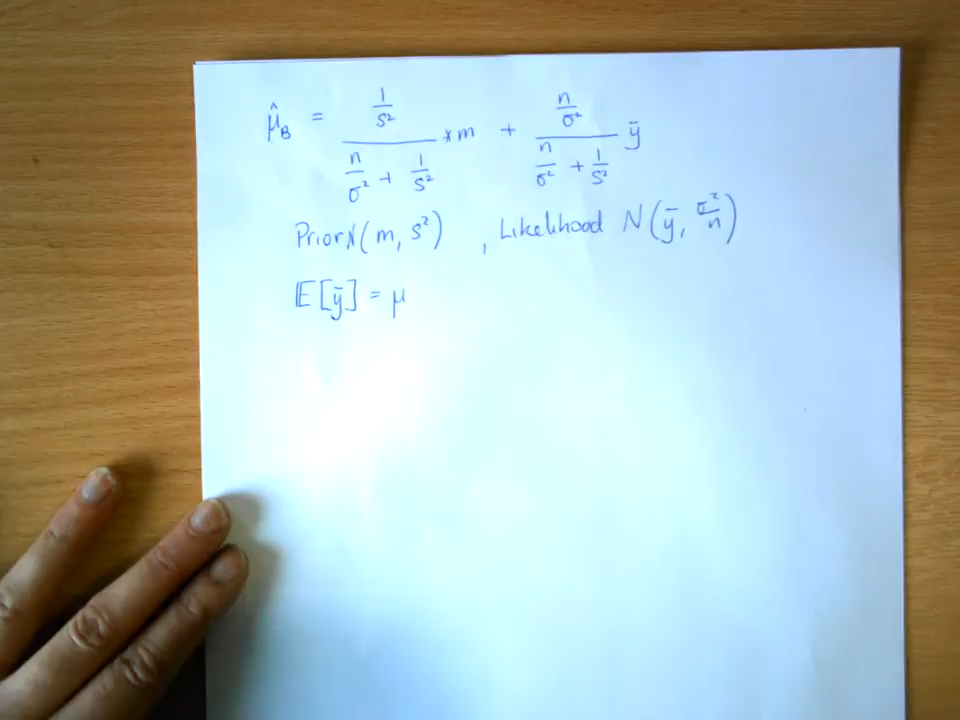 μ̂_B = (1/s²)/(n/σ² + 1/s²) * m + (n/σ²)/(n/σ² + 1/s²) ȳ
Prior N(m, s²) , Likelihood N(ȳ, σ²/n)
𝔼[ȳ] = μ